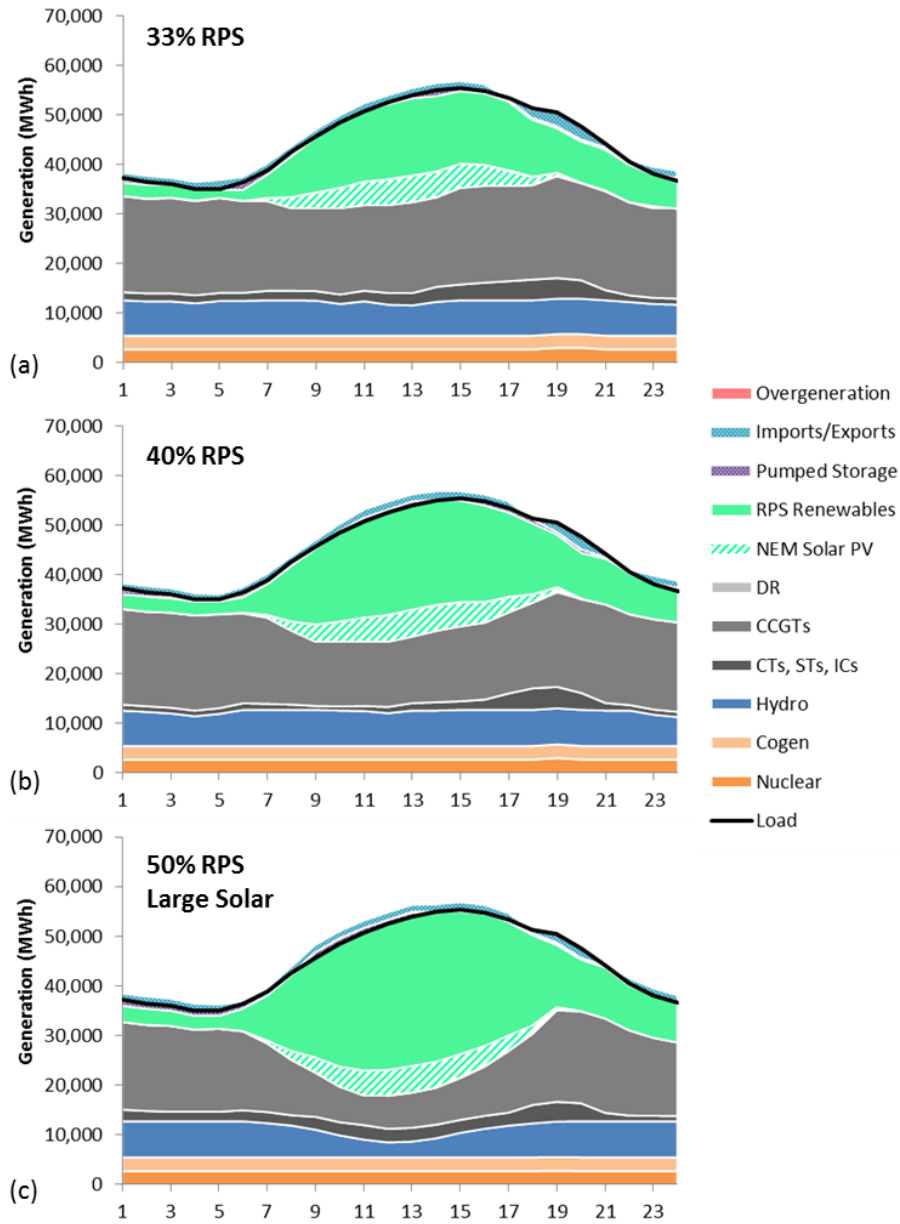 70,000
33% RPS
60,000
50,000
40,000
30,000
20,000
10,000
0
Generation (MWh)
(a)
1 3 5 7 9 11 13 15 17 19 21 23
70,000
40% RPS
60,000
50,000
40,000
30,000
20,000
10,000
0
Generation (MWh)
(b)
1 3 5 7 9 11 13 15 17 19 21 23
Overgeneration
Imports/Exports
Pumped Storage
RPS Renewables
NEM Solar PV
DR
CCGTs
CTs, STs, ICs
Hydro
Cogen
Nuclear
Load
70,000
50% RPS
Large Solar
60,000
50,000
40,000
30,000
20,000
10,000
0
Generation (MWh)
(c)
1 3 5 7 9 11 13 15 17 19 21 23